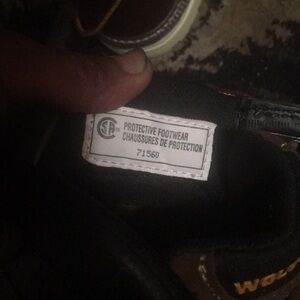 PROTECTIVE FOOTWEAR
CHAUSSURES DE PROTECTION
71560